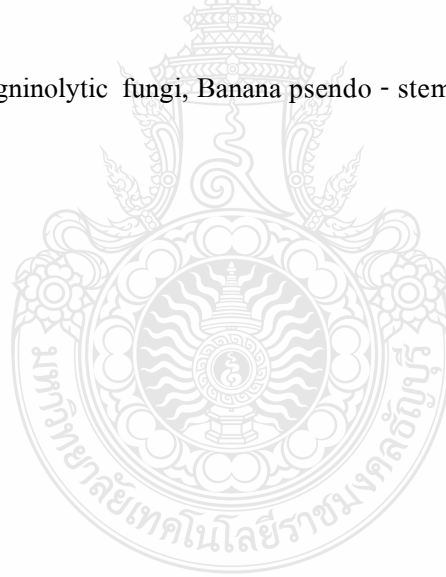 gninolytic fungi, Banana psendo - stem
มหาวิทยาลัยเทคโนโลยีราชมงคลธัญบุรี